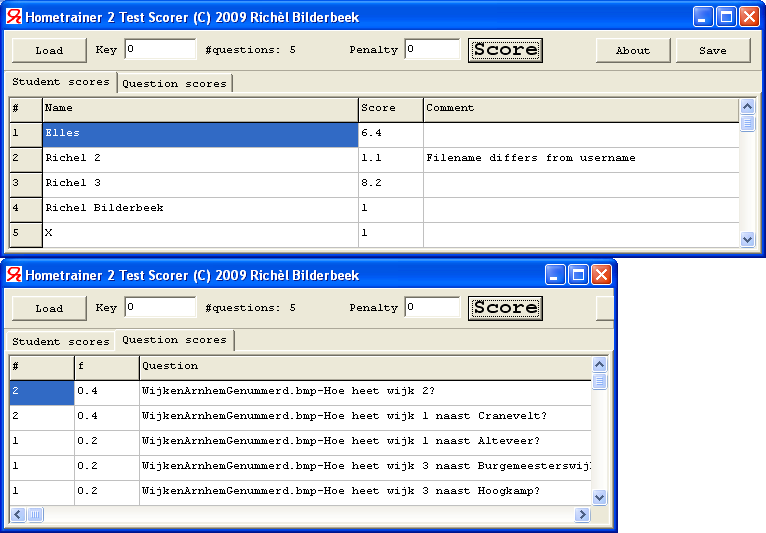 Hometrainer 2 Test Scorer (C) 2009 Richèl Bilderbeek
Load Key 0 #questions: 5 Penalty 0 Score About Save
Student scores Question scores
# Name Score Comment
1 Elles 6.4
2 Richel 2 1.1 Filename differs from username
3 Richel 3 8.2
4 Richel Bilderbeek 1
5 X 1
Hometrainer 2 Test Scorer (C) 2009 Richèl Bilderbeek
Load Key 0 #questions: 5 Penalty 0 Score
Student scores Question scores
# f Question
2 0.4 WijkenArnhemGenummerd.bmp-Hoe heet wijk 2?
2 0.4 WijkenArnhemGenummerd.bmp-Hoe heet wijk 1 naast Cranevelt?
1 0.2 WijkenArnhemGenummerd.bmp-Hoe heet wijk 1 naast Alteveer?
1 0.2 WijkenArnhemGenummerd.bmp-Hoe heet wijk 3 naast Burgemeesterswij
1 0.2 WijkenArnhemGenummerd.bmp-Hoe heet wijk 3 naast Hoogkamp?